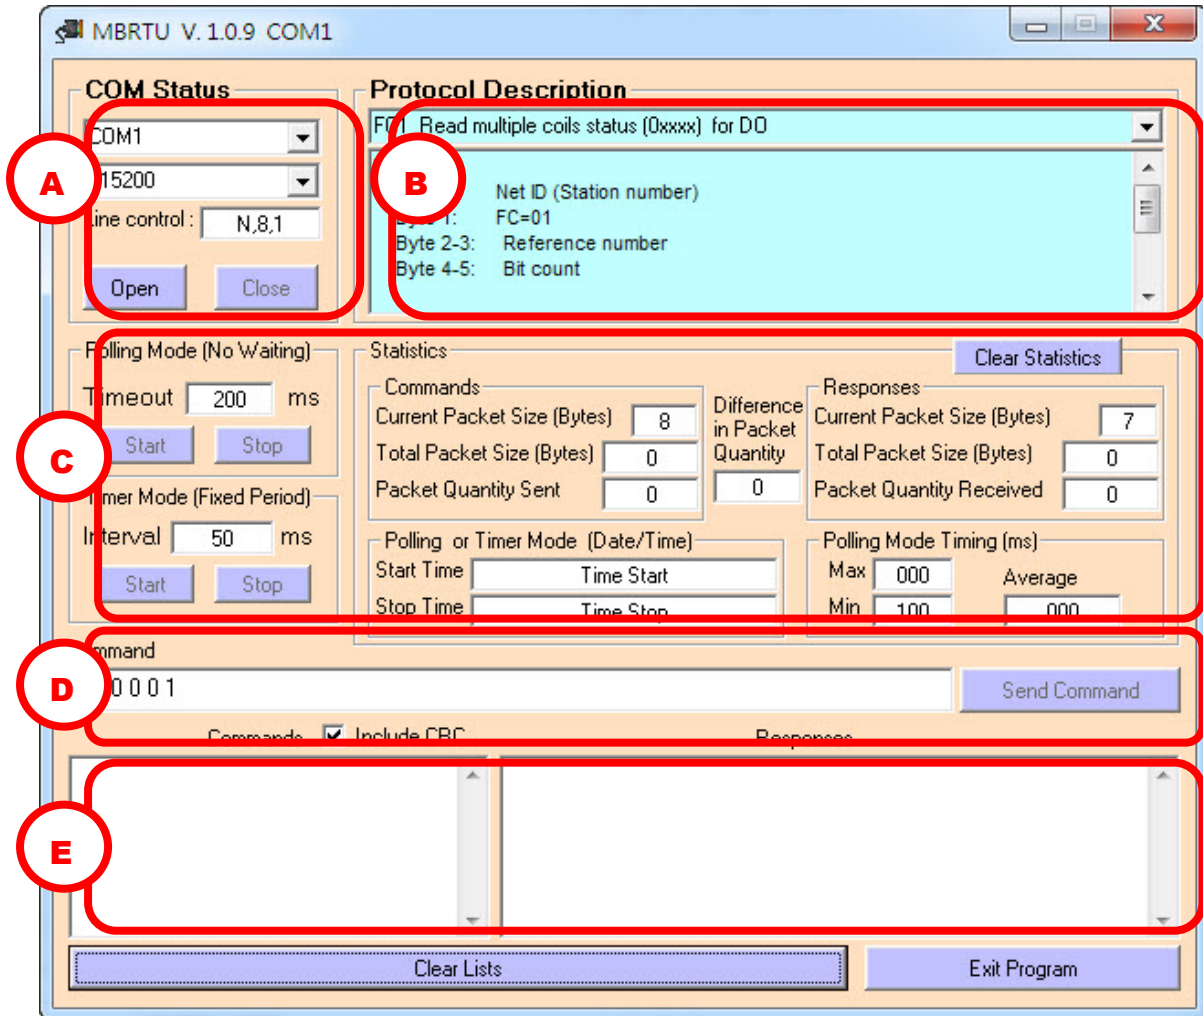 MBRTU V. 1.0.9 COM1
COM Status
COM1
15200
Line control :
N,8,1
Open
Close
A
Protocol Description
FC1 Read multiple coils status (0xxxx) for DO
Net ID (Station number)
Byte 1: FC=01
Byte 2-3: Reference number
Byte 4-5: Bit count
B
Polling Mode (No Waiting)
Timeout 200 ms
Start
Stop
Timer Mode (Fixed Period)
Interval 50 ms
Start
Stop
C
Statistics
Clear Statistics
Commands
Current Packet Size (Bytes) 8
Total Packet Size (Bytes) 0
Packet Quantity Sent 0
Difference
in Packet
Quantity
0
Responses
Current Packet Size (Bytes) 7
Total Packet Size (Bytes) 0
Packet Quantity Received 0
Polling or Timer Mode (Date/Time)
Start Time Time Start
Stop Time Time Stop
Polling Mode Timing (ms)
Max 000
Min 100
Average
000
Command
0 0 0 1
Send Command
D
Commands Include CRC
Responses
E
Clear Lists
Exit Program